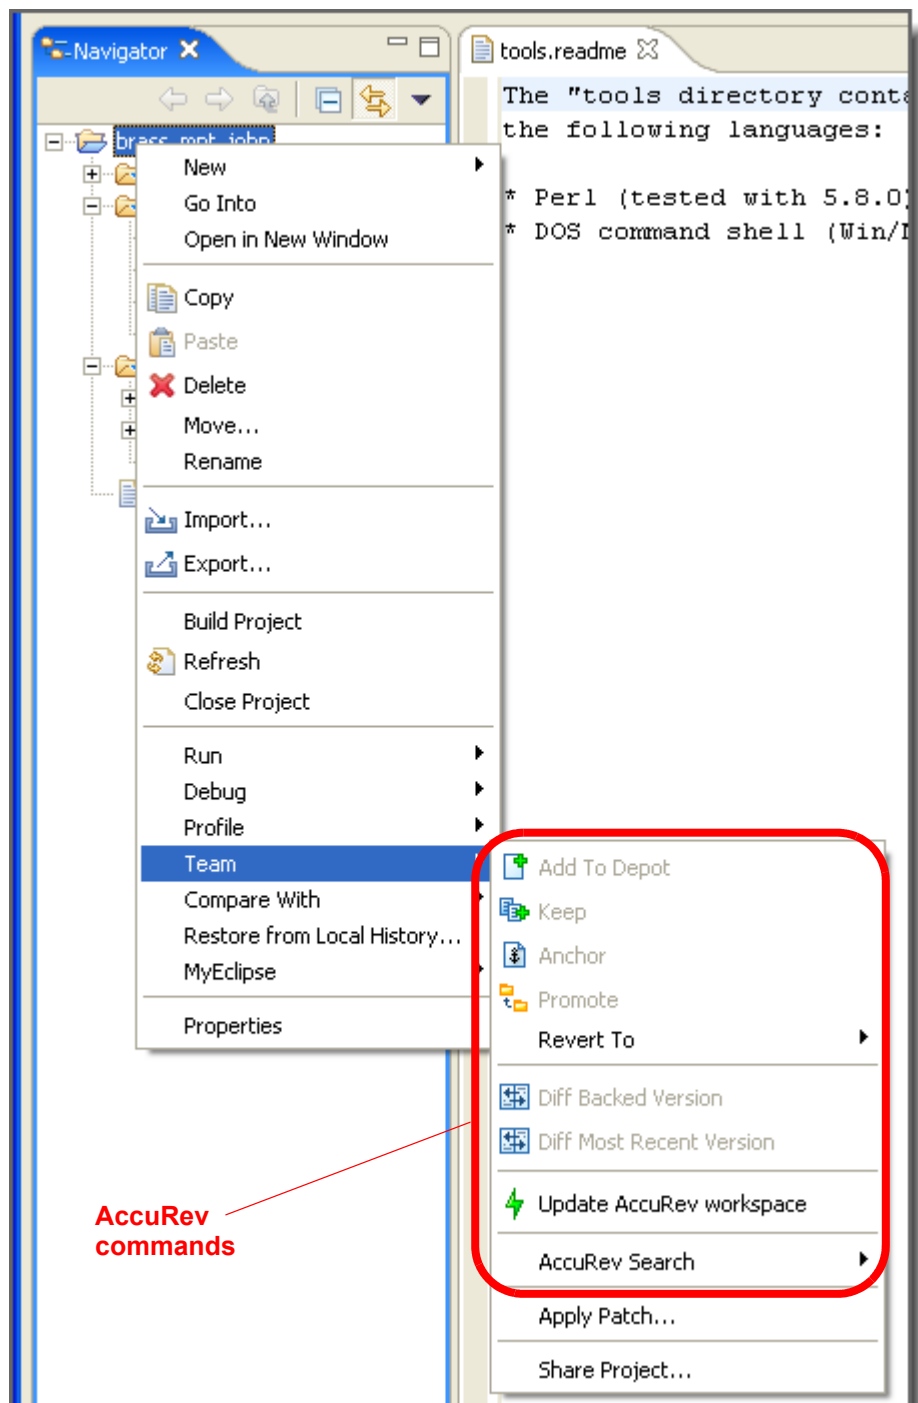 Navigator
tools.readme
The "tools directory
the following languages:
* Perl (tested with 5.8.0)
* DOS command shell
brass_mpt_john
New
Go Into
Open in New Window
Copy
Paste
Delete
Move...
Rename
Import...
Export...
Build Project
Refresh
Close Project
Run
Debug
Profile
Team
Compare With
Restore from Local History...
MyEclipse
Properties
Add To Depot
Keep
Anchor
Promote
Revert To
Diff Backed Version
Diff Most Recent Version
Update AccuRev workspace
AccuRev Search
Apply Patch...
Share Project...
AccuRev
commands